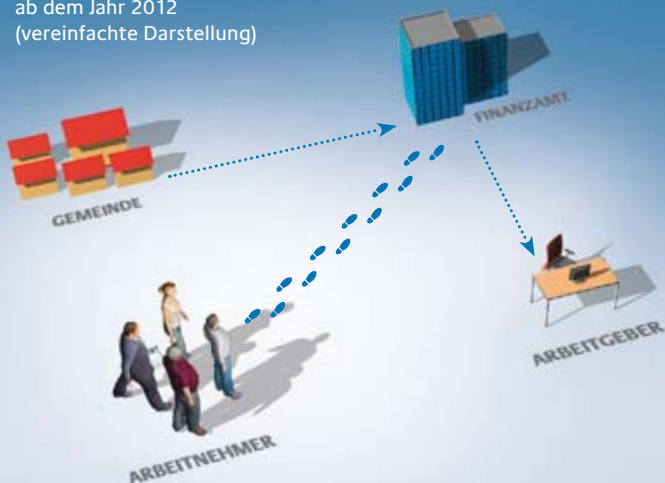 ab dem Jahr 2012
(vereinfachte Darstellung)
FINANZAMT
GEMEINDE
ARBEITGEBER
ARBEITNEHMER